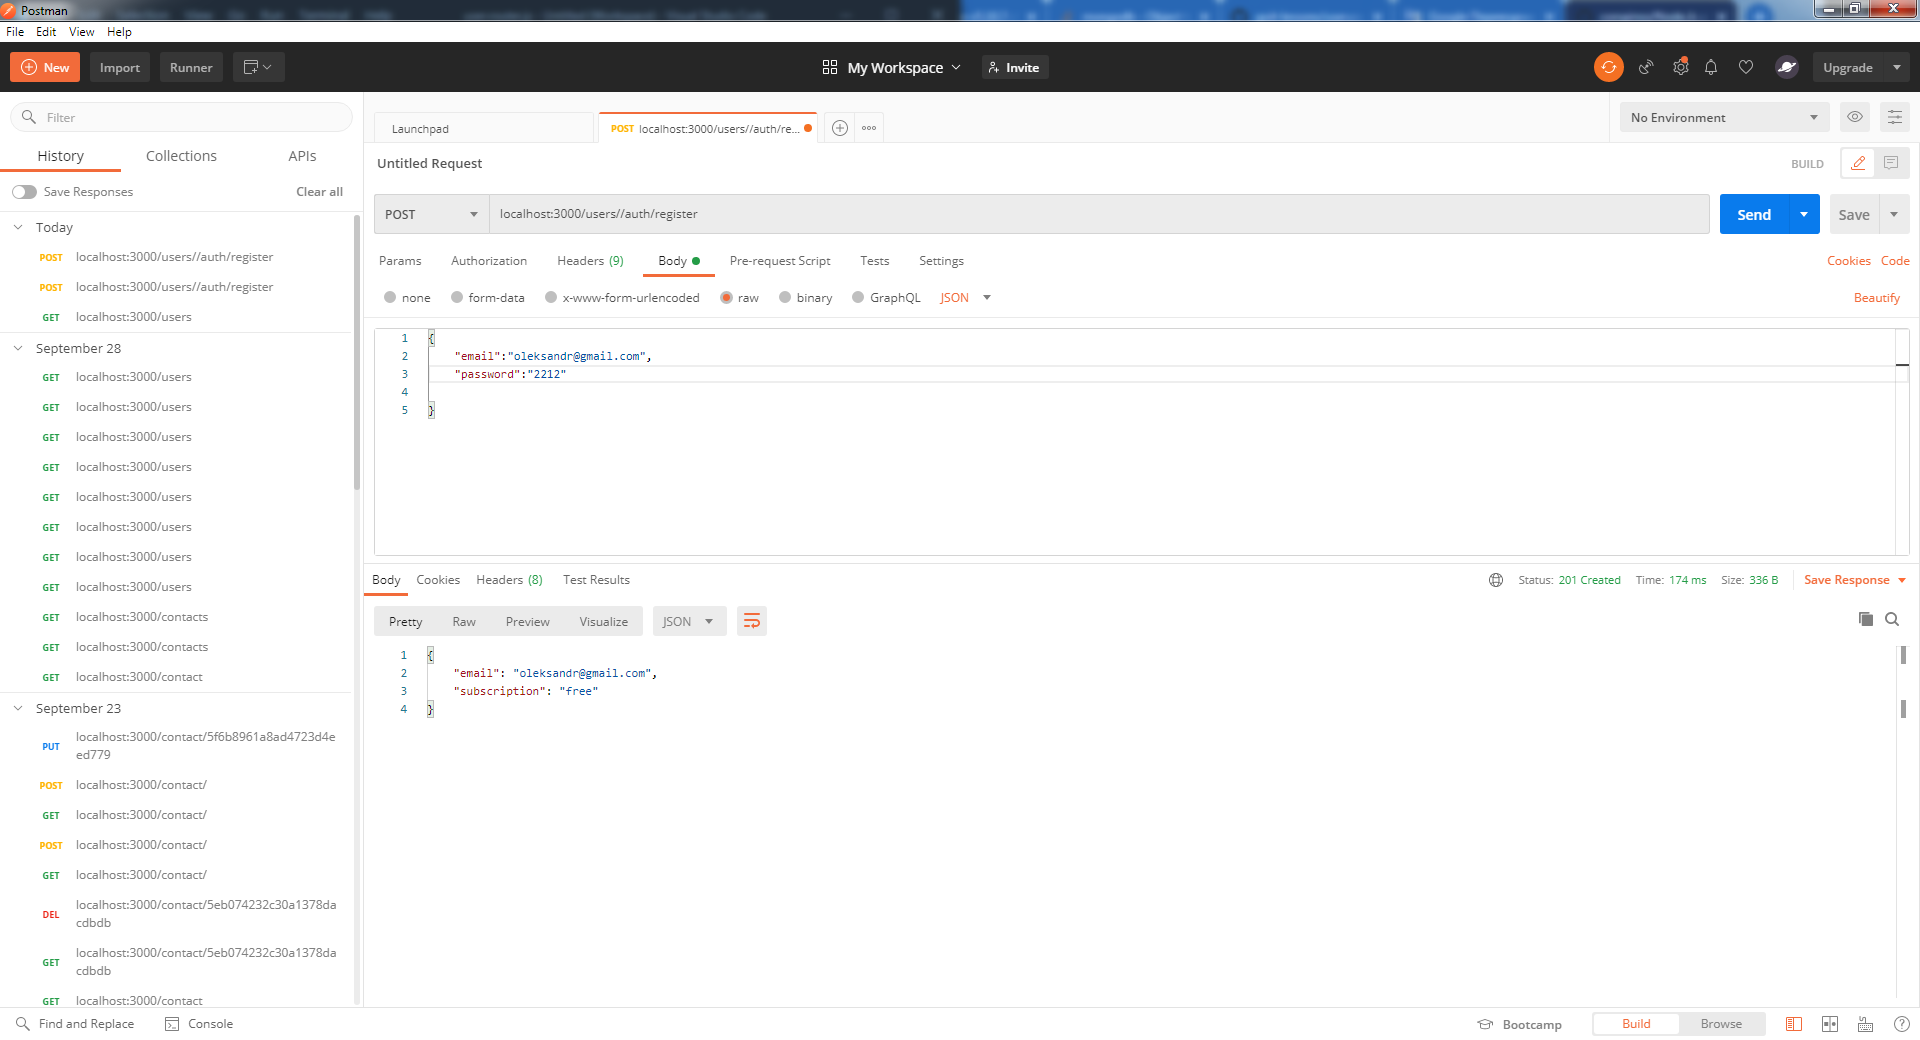 Postman
File Edit View Help
New Import Runner My Workspace Invite Upgrade
Filter
History Collections APIs
Save Responses Clear all
Today
POST localhost:3000/users//auth/register
POST localhost:3000/users//auth/register
GET localhost:3000/users
September 28
GET localhost:3000/users
GET localhost:3000/users
GET localhost:3000/users
GET localhost:3000/users
GET localhost:3000/users
GET localhost:3000/users
GET localhost:3000/users
GET localhost:3000/users
GET localhost:3000/contacts
GET localhost:3000/contacts
GET localhost:3000/contact
September 23
PUT localhost:3000/contact/5f6b8961a8ad4723d4e
ed779
POST localhost:3000/contact/
GET localhost:3000/contact/
POST localhost:3000/contact/
GET localhost:3000/contact/
DEL localhost:3000/contact/5eb074232c30a1378da
cdbdb
GET localhost:3000/contact/5eb074232c30a1378da
cdbdb
GET localhost:3000/contact
Launchpad POST localhost:3000/users//auth/re... No Environment
Untitled Request BUILD
POST localhost:3000/users//auth/register Send Save
Params Authorization Headers (9) Body Pre-request Script Tests Settings Cookies Code
none form-data x-www-form-urlencoded raw binary GraphQL JSON Beautify
1 {
2 "email":"oleksandr@gmail.com",
3 "password":"2212"
4
5 }
Body Cookies Headers (8) Test Results Status: 201 Created Time: 174 ms Size: 336 B Save Response
Pretty Raw Preview Visualize JSON
1 {
2 "email": "oleksandr@gmail.com",
3 "subscription": "free"
4 }
Find and Replace Console Bootcamp Build Browse